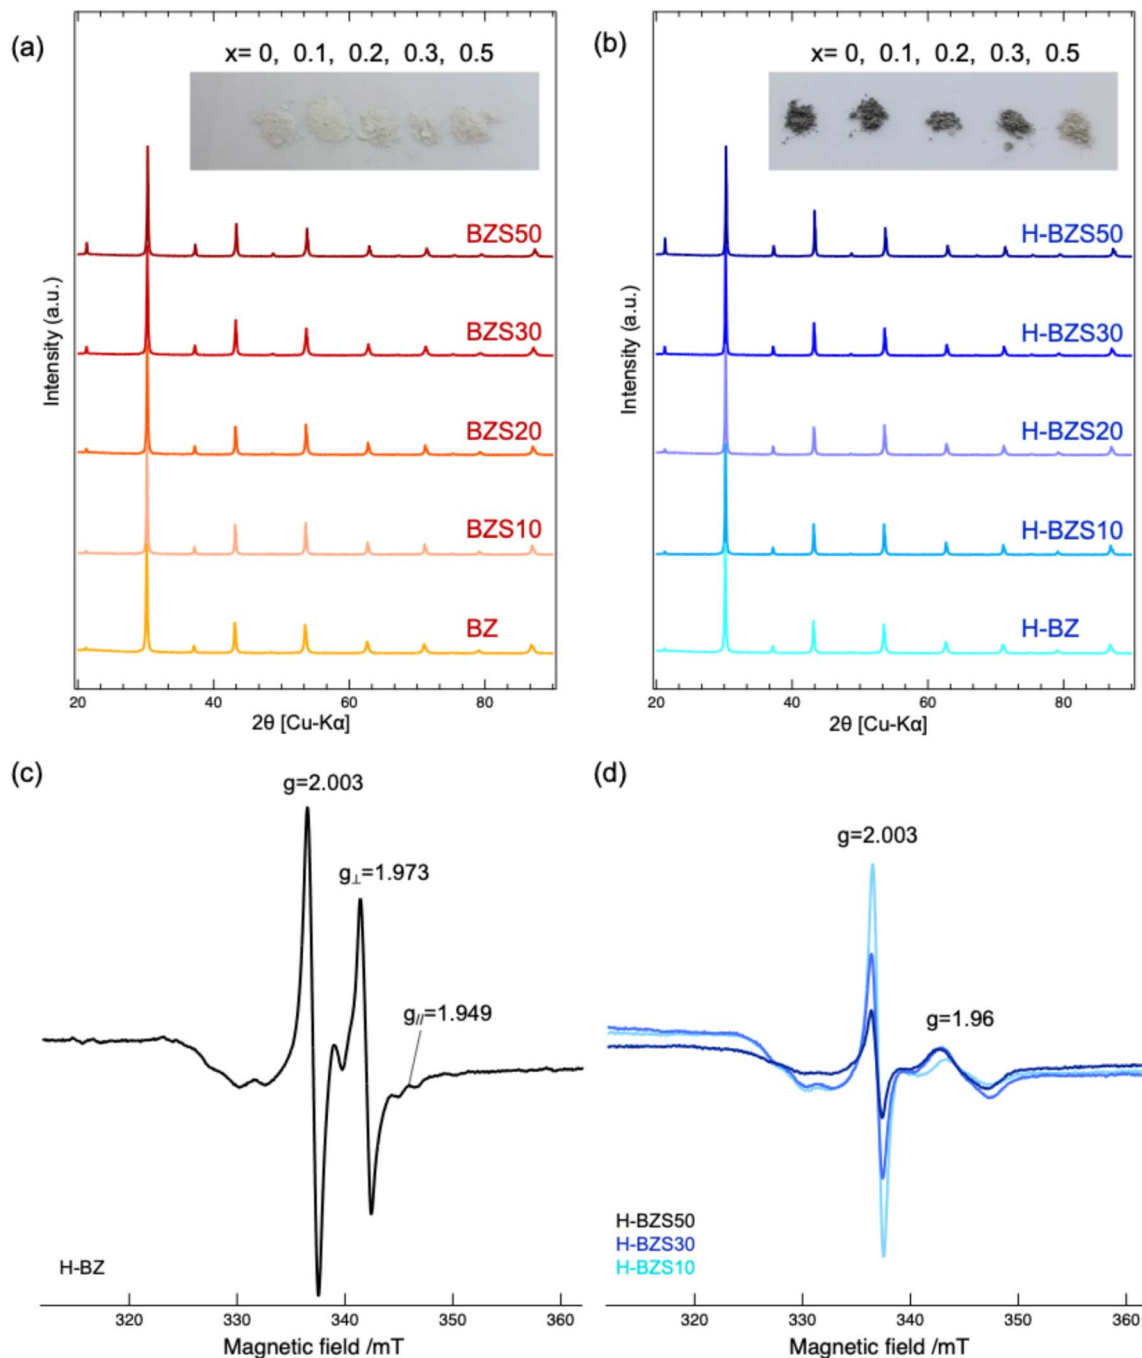 (a)
x= 0, 0.1, 0.2, 0.3, 0.5
BZS50
BZS30
BZS20
BZS10
BZ
Intensity (a.u.)
20 40 60 80
2θ [Cu-Kα]
(b)
x= 0, 0.1, 0.2, 0.3, 0.5
H-BZS50
H-BZS30
H-BZS20
H-BZS10
H-BZ
Intensity (a.u.)
20 40 60 80
2θ [Cu-Kα]
(c)
g=2.003
g⊥=1.973
g//=1.949
H-BZ
320 330 340 350 360
Magnetic field /mT
(d)
g=2.003
g=1.96
H-BZS50
H-BZS30
H-BZS10
320 330 340 350 360
Magnetic field /mT